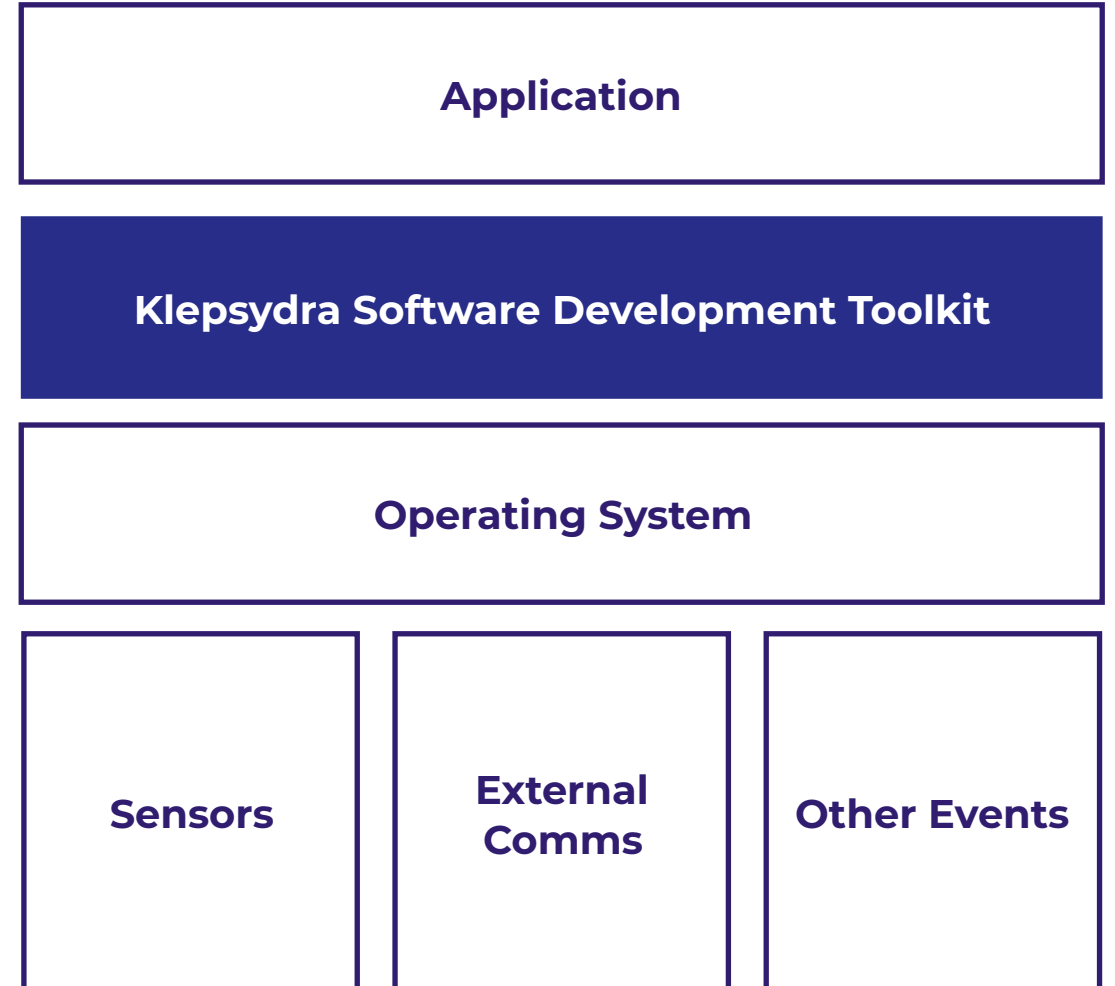 Application
Klepsydra Software Development Toolkit
Operating System
Sensors
External
Comms
Other Events